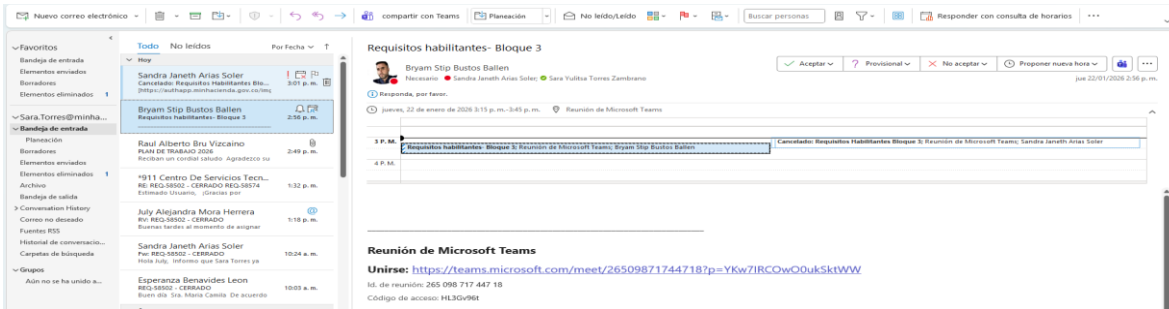 Nuevo correo electrónico
compartir con Teams
Planeación
No leído/Leído
Buscar personas
Responder con consulta de horarios
Favoritos
Bandeja de entrada
Elementos enviados
Borradores
Elementos eliminados 1
Sara.Torres@minha...
Bandeja de entrada
Planeación
Borradores
Elementos enviados
Elementos eliminados 1
Archivo
Bandeja de salida
Conversation History
Correo no deseado
Fuentes RSS
Historial de conversacio...
Carpetas de búsqueda
Grupos
Aún no se ha unido a...
Todo No leídos Por Fecha
Hoy
Sandra Janeth Arias Soler
Cancelado: Requisitos Habilitantes Blo... 3:01 p. m.
[https://authapp.minhacienda.gov.co/img
Bryam Stip Bustos Ballen
Requisitos habilitantes- Bloque 3 2:56 p. m.
Raul Alberto Bru Vizcaino
PLAN DE TRABAJO 2026 2:49 p. m.
Reciban un cordial saludo Agradezco su
*911 Centro De Servicios Tecn...
RE: REQ-58502 - CERRADO REQ-58574 1:32 p. m.
Estimado Usuario, ¡Gracias por
July Alejandra Mora Herrera
RV: REQ-58502 - CERRADO 1:18 p. m.
Buenas tardes al momento de asignar
Sandra Janeth Arias Soler
Fw: REQ-58502 - CERRADO 10:24 a. m.
Hola July, Informo que Sara Torres ya
Esperanza Benavides Leon
REQ-58502 - CERRADO 10:03 a. m.
Buen día Sra. Maria Camila De acuerdo
Requisitos habilitantes- Bloque 3
Bryam Stip Bustos Ballen
Necesario Sandra Janeth Arias Soler; Sara Yulitsa Torres Zambrano
Aceptar Provisional No aceptar Proponer nueva hora
jue 22/01/2026 2:56 p. m.
Responda, por favor.
jueves, 22 de enero de 2026 3:15 p. m.-3:45 p. m. Reunión de Microsoft Teams
3 P. M.
Requisitos habilitantes- Bloque 3; Reunión de Microsoft Teams; Bryam Stip Bustos Ballen
Cancelado: Requisitos Habilitantes Bloque 3; Reunión de Microsoft Teams; Sandra Janeth Arias Soler
4 P. M.
Reunión de Microsoft Teams
Unirse: https://teams.microsoft.com/meet/26509871744718?p=YKw7IRCOwO0ukSktWW
Id. de reunión: 265 098 717 447 18
Código de acceso: HL3Gv96t